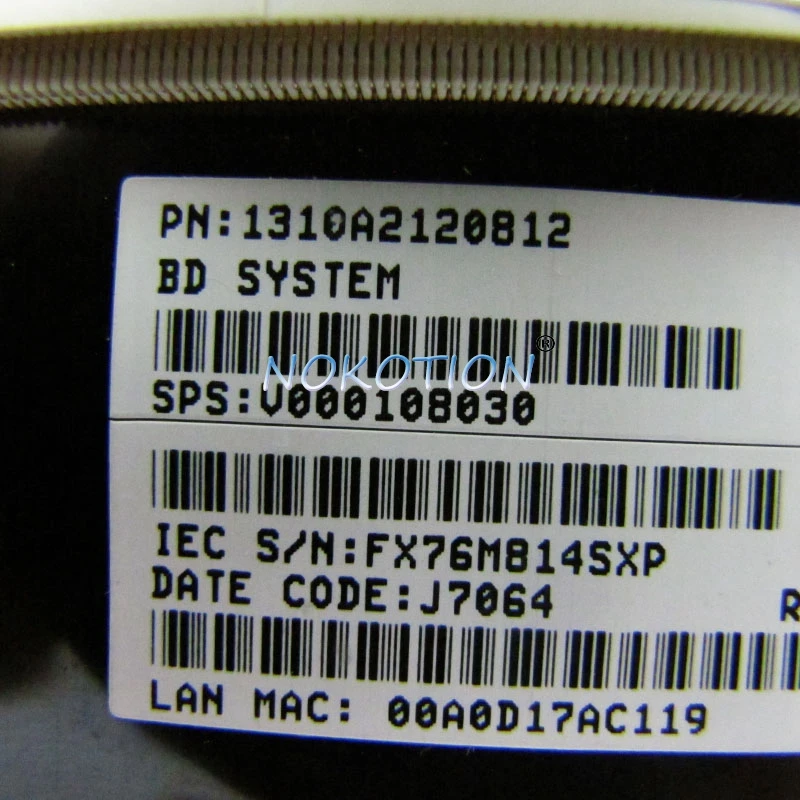 PN:1310A2120812
BD SYSTEM
NOKOTION®
SPS:V000108030
IEC S/N:FX76M814SXP
DATE CODE:J7064 R
LAN MAC: 00A0D17AC119